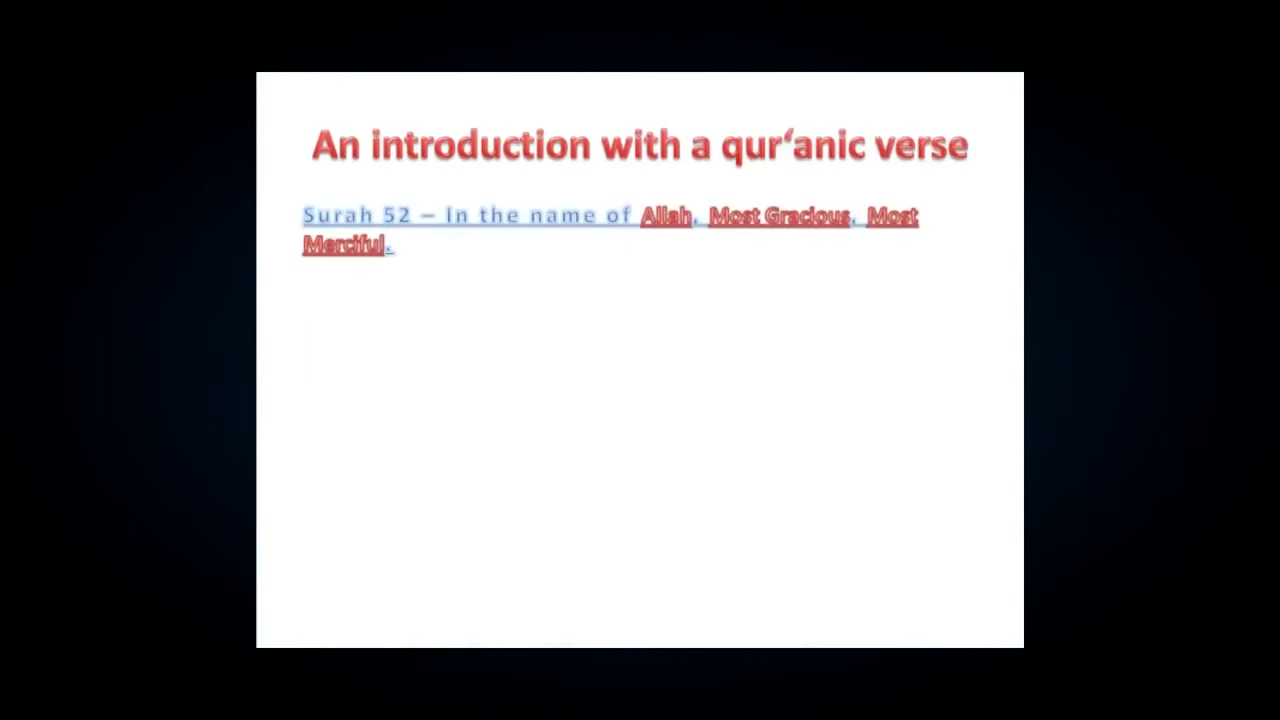 An introduction with a qur‘anic verse
Surah 52 – In the name of Allah, Most Gracious, Most
Merciful.